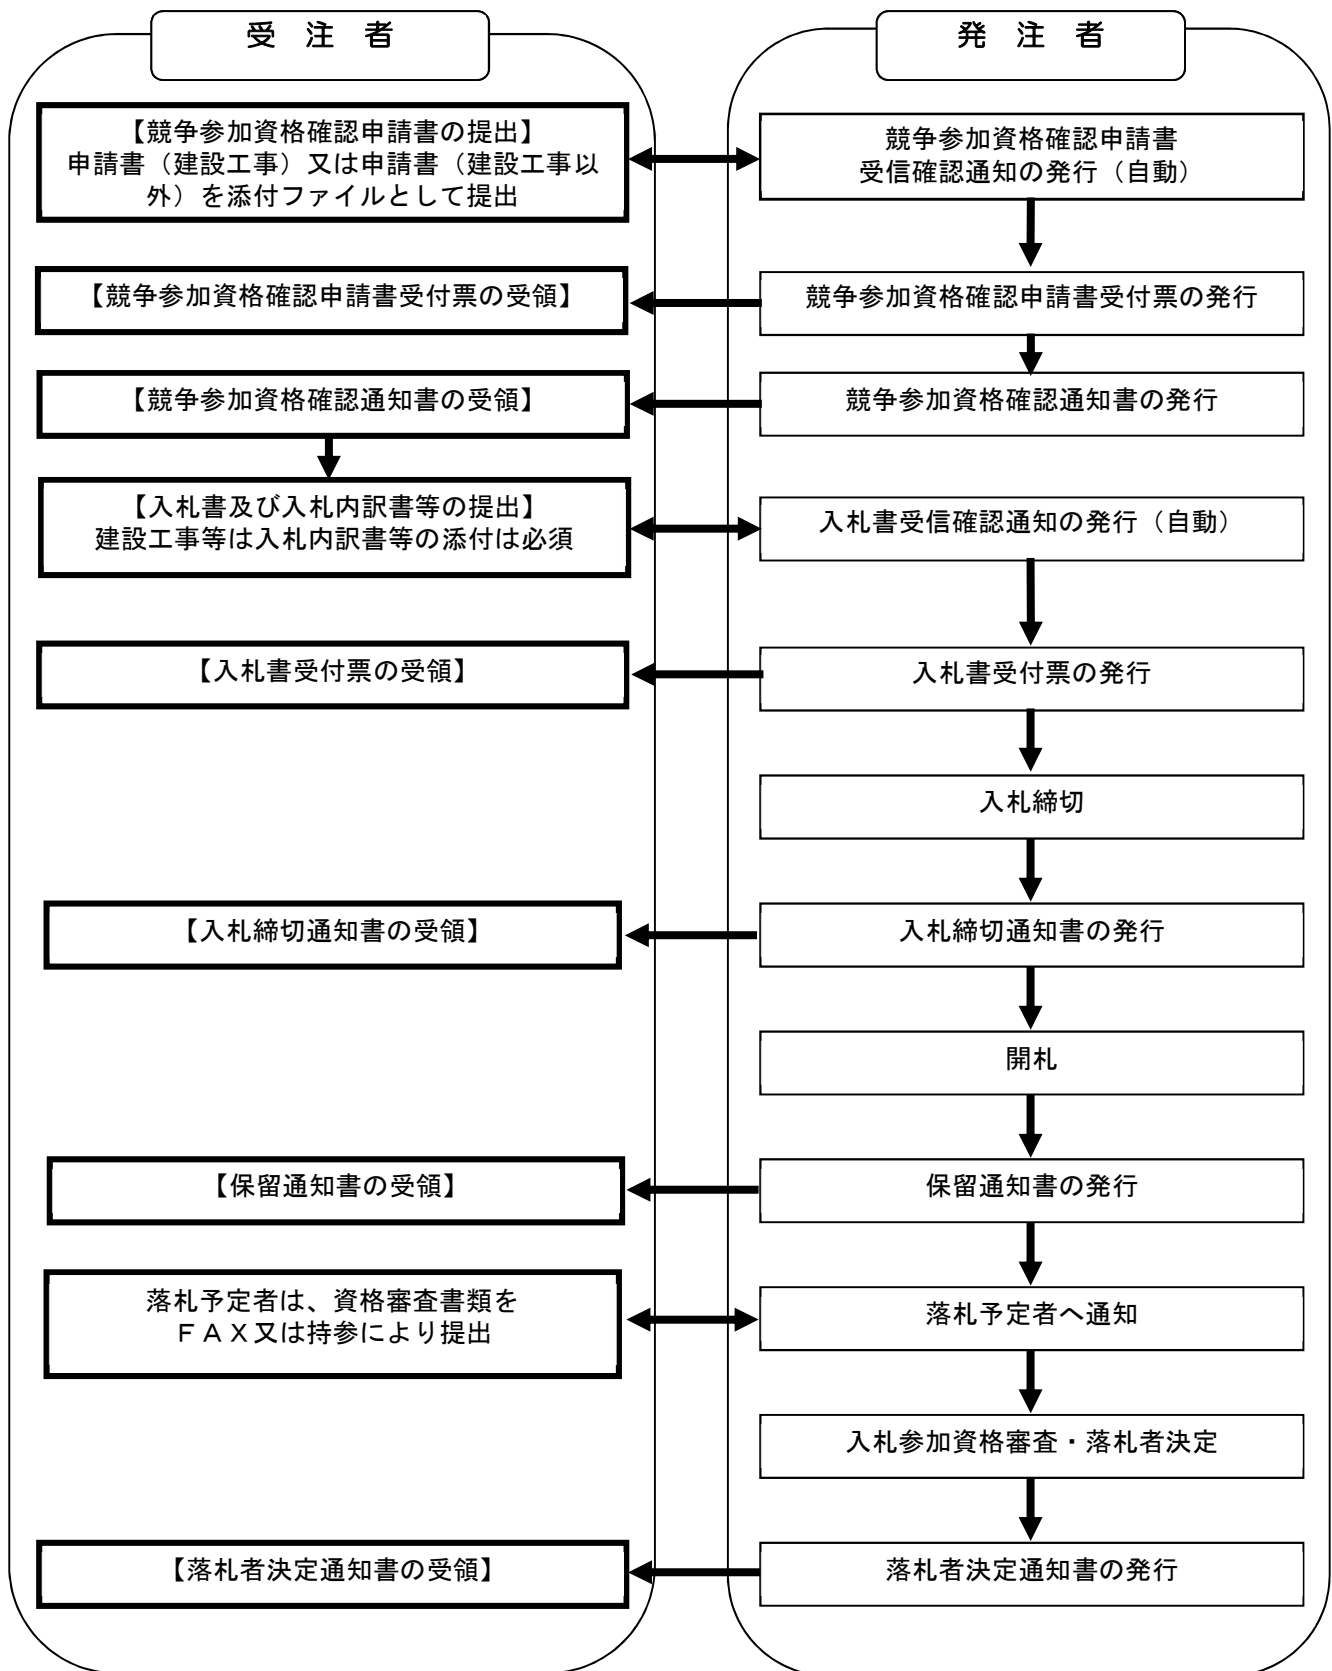 受 注 者
発 注 者
【競争参加資格確認申請書の提出】
申請書（建設工事）又は申請書（建設工事以
外）を添付ファイルとして提出
競争参加資格確認申請書
受信確認通知の発行（自動）
【競争参加資格確認申請書受付票の受領】
競争参加資格確認申請書受付票の発行
【競争参加資格確認通知書の受領】
競争参加資格確認通知書の発行
【入札書及び入札内訳書等の提出】
建設工事等は入札内訳書等の添付は必須
入札書受信確認通知の発行（自動）
【入札書受付票の受領】
入札書受付票の発行
入札締切
【入札締切通知書の受領】
入札締切通知書の発行
開札
【保留通知書の受領】
保留通知書の発行
落札予定者は、資格審査書類を
ＦＡＸ又は持参により提出
落札予定者へ通知
入札参加資格審査・落札者決定
【落札者決定通知書の受領】
落札者決定通知書の発行